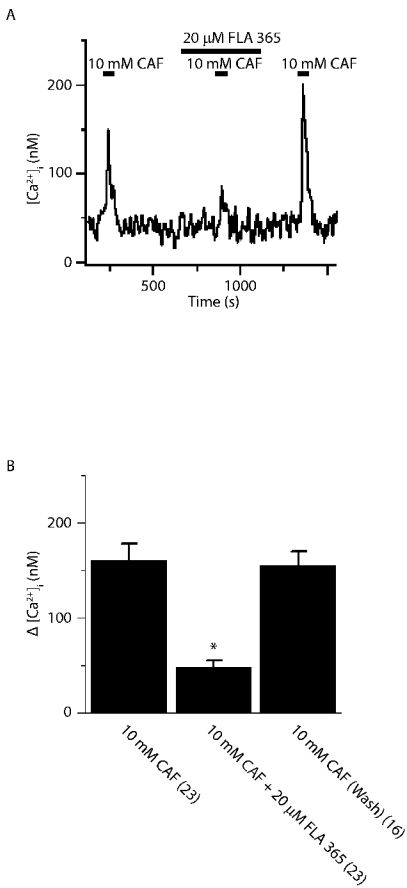 A
20 μM FLA 365
10 mM CAF 10 mM CAF 10 mM CAF
200
100
0
[Ca²⁺]ᵢ (nM)
500 1000
Time (s)
B
200
100
0
Δ [Ca²⁺]ᵢ (nM)
*
10 mM CAF (23)
10 mM CAF + 20 μM FLA 365 (23)
10 mM CAF (Wash) (16)